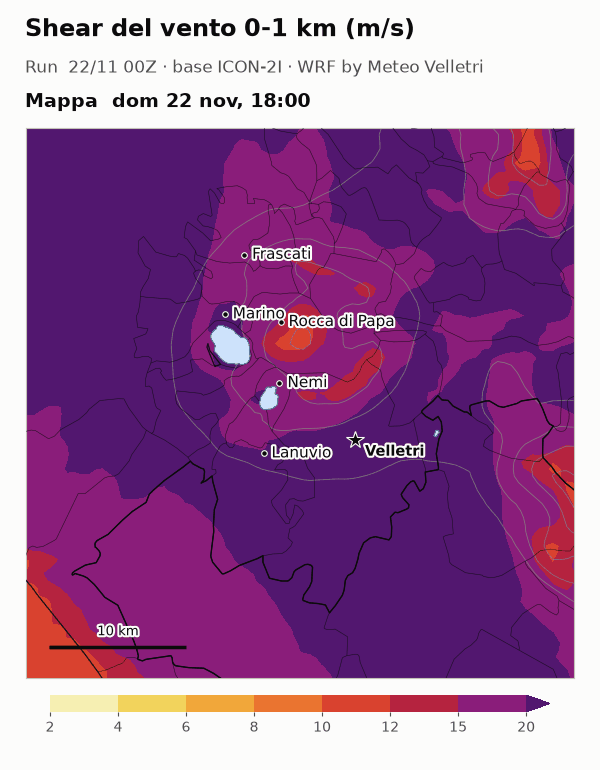 Shear del vento 0-1 km (m/s)
Run  22/11 00Z · base ICON-2I · WRF by Meteo Velletri
Mappa  dom 22 nov, 18:00
Frascati
Marino
Rocca di Papa
Nemi
Velletri
Lanuvio
10 km
2 4 6 8 10 12 15 20